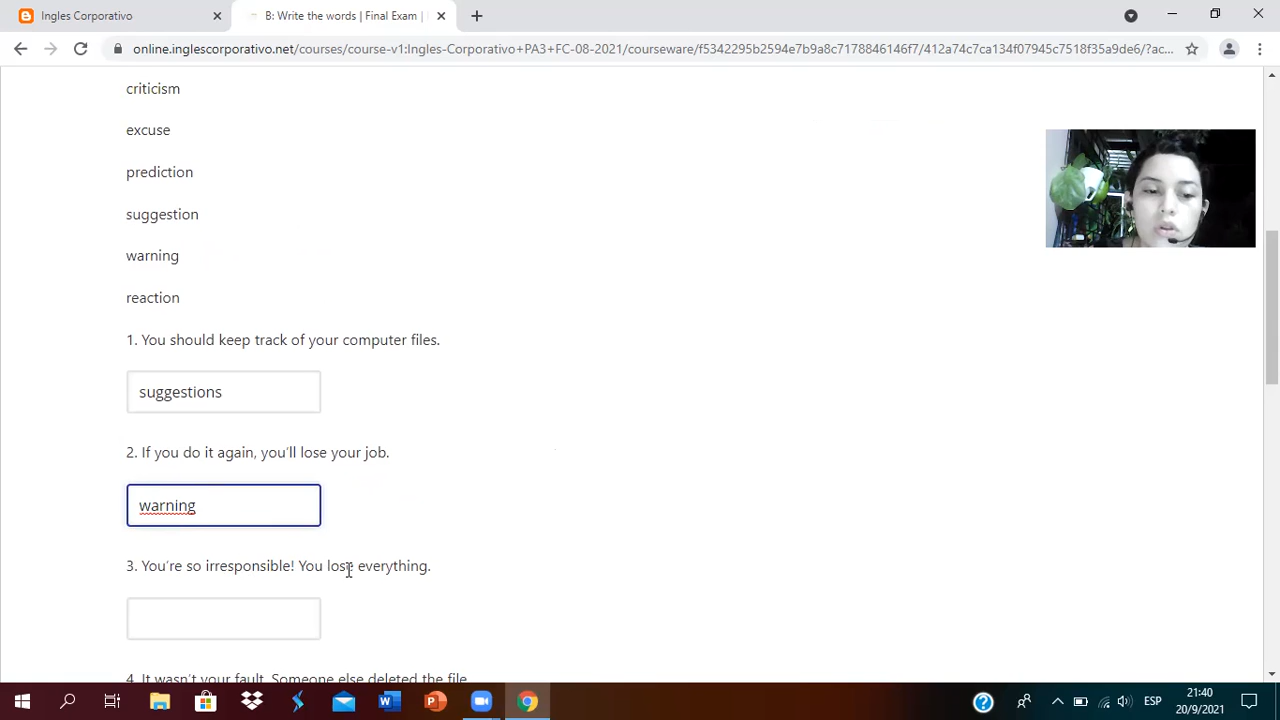 Ingles Corporativo
B: Write the words | Final Exam |
online.inglescorporativo.net/courses/course-v1:Ingles-Corporativo+PA3+FC-08-2021/courseware/f5342295b2594e7b9a8c7178846146f7/412a74c7ca134f07945c7518f35a9de6/?ac...
criticism
excuse
prediction
suggestion
warning
reaction
1. You should keep track of your computer files.
suggestions
2. If you do it again, you'll lose your job.
warning
3. You're so irresponsible! You lose everything.
4. It wasn't your fault. Someone else deleted the file
ESP
21:40
20/9/2021